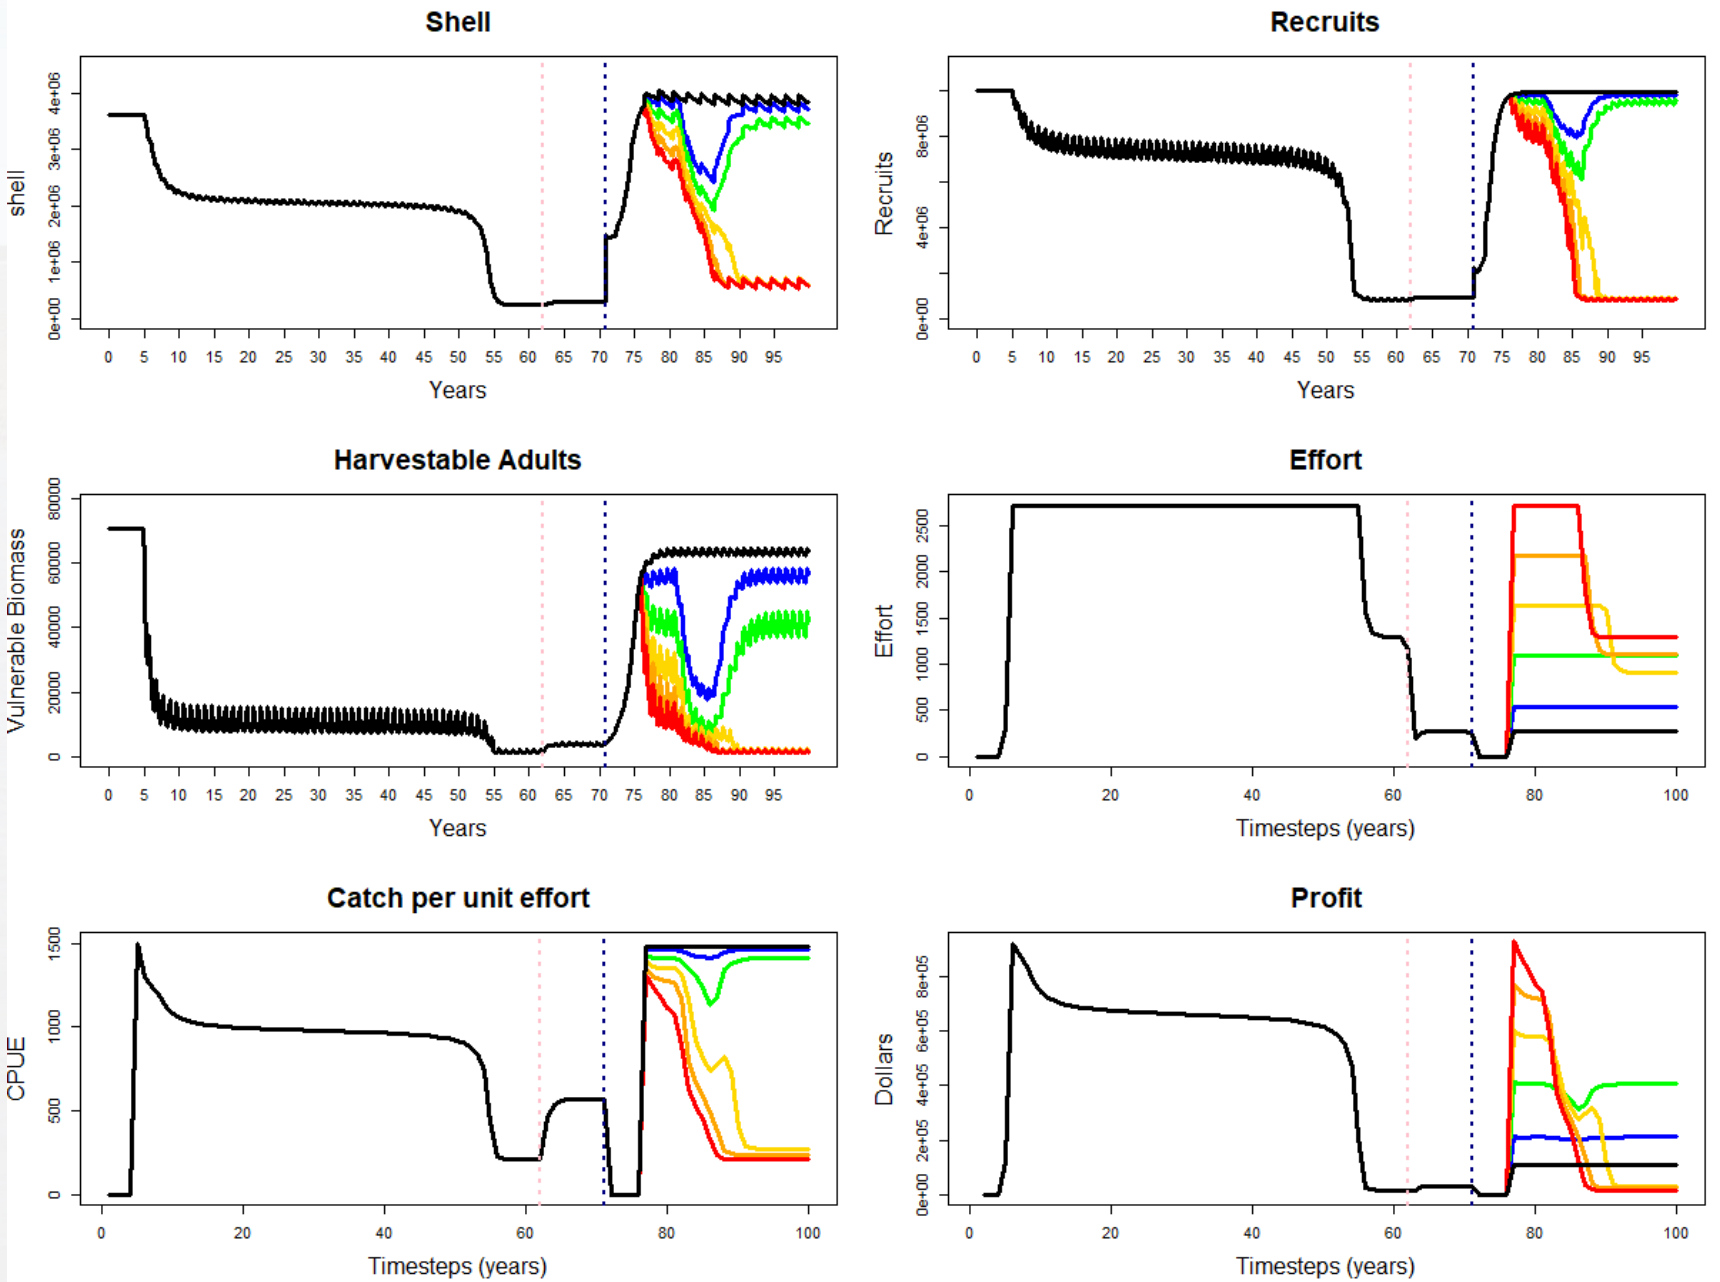 Shell
shell
0e+00 1e+06 2e+06 3e+06 4e+06
0 5 10 15 20 25 30 35 40 45 50 55 60 65 70 75 80 85 90 95
Years
Recruits
Recruits
0e+00 4e+06 8e+06
0 5 10 15 20 25 30 35 40 45 50 55 60 65 70 75 80 85 90 95
Years
Harvestable Adults
Vulnerable Biomass
0 20000 40000 60000 80000
0 5 10 15 20 25 30 35 40 45 50 55 60 65 70 75 80 85 90 95
Years
Effort
Effort
0 500 1000 1500 2000 2500
0 20 40 60 80 100
Timesteps (years)
Catch per unit effort
CPUE
0 500 1000 1500
0 20 40 60 80 100
Timesteps (years)
Profit
Dollars
0e+00 2e+05 4e+05 6e+05 8e+05
0 20 40 60 80 100
Timesteps (years)